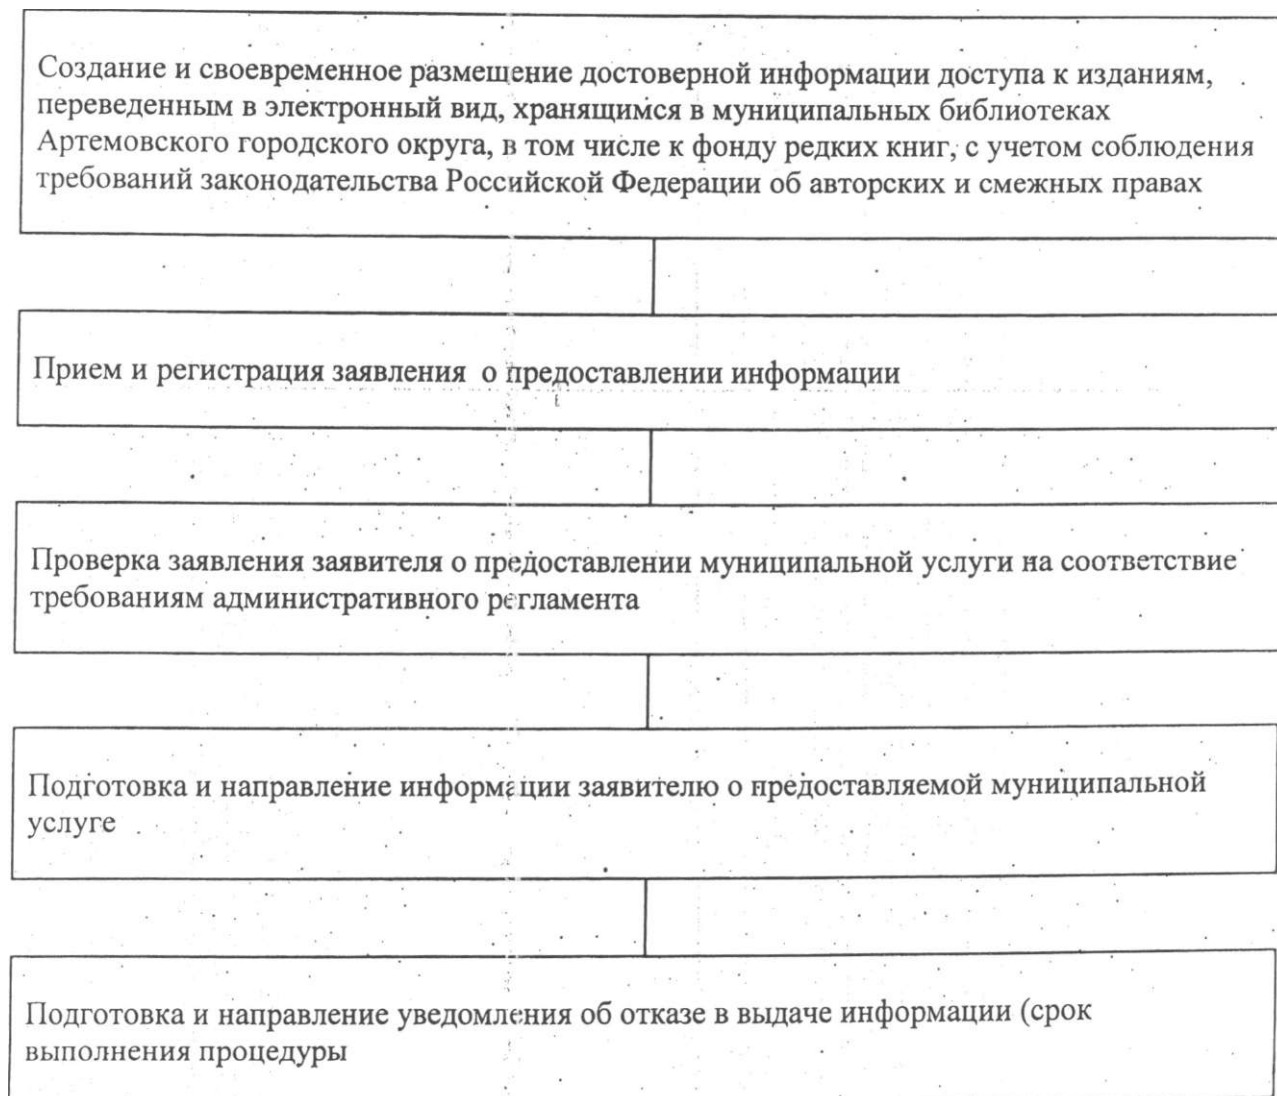 Создание и своевременное размещение достоверной информации доступа к изданиям,
переведенным в электронный вид, хранящимся в муниципальных библиотеках
Артемовского городского округа, в том числе к фонду редких книг, с учетом соблюдения
требований законодательства Российской Федерации об авторских и смежных правах
Прием и регистрация заявления о предоставлении информации
Проверка заявления заявителя о предоставлении муниципальной услуги на соответствие
требованиям административного регламента
Подготовка и направление информации заявителю о предоставляемой муниципальной
услуге
Подготовка и направление уведомления об отказе в выдаче информации (срок
выполнения процедуры